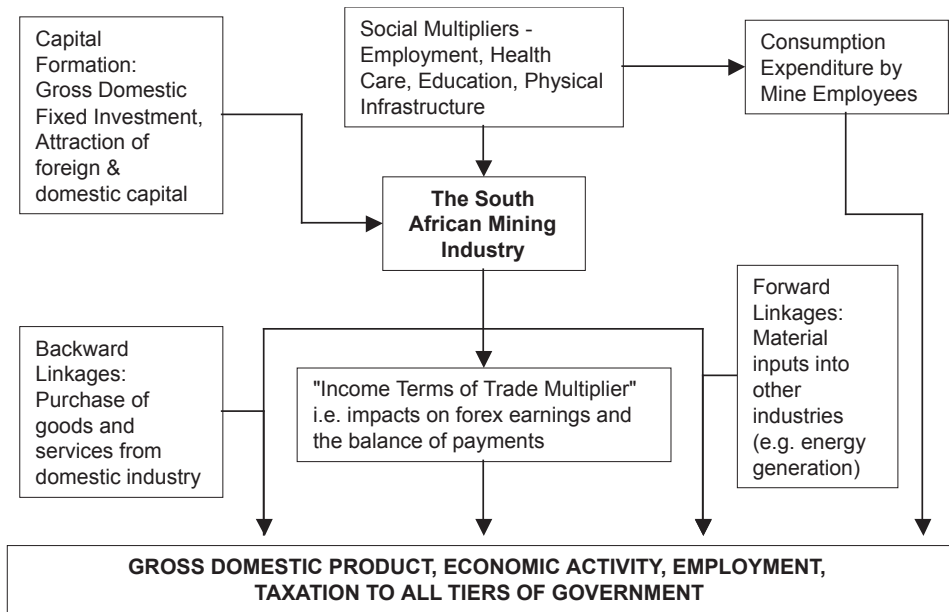 Capital
Formation:
Gross Domestic
Fixed Investment,
Attraction of
foreign &
domestic capital
Social Multipliers -
Employment, Health
Care, Education, Physical
Infrastructure
Consumption
Expenditure by
Mine Employees
The South
African Mining
Industry
Backward
Linkages:
Purchase of
goods and
services from
domestic industry
"Income Terms of Trade Multiplier"
i.e. impacts on forex earnings and
the balance of payments
Forward
Linkages:
Material
inputs into
other
industries
(e.g. energy
generation)
GROSS DOMESTIC PRODUCT, ECONOMIC ACTIVITY, EMPLOYMENT,
TAXATION TO ALL TIERS OF GOVERNMENT